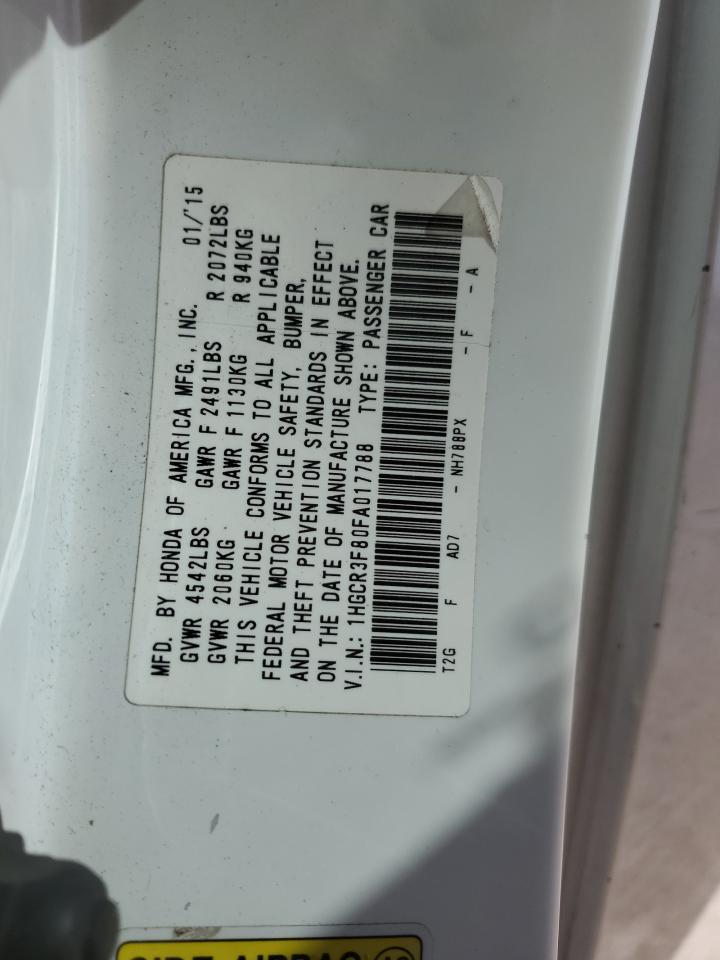 MFD. BY HONDA OF AMERICA MFG., INC. 01/'15
GVWR 4542LBS GAWR F 2491LBS R 2072LBS
GVWR 2060KG GAWR F 1130KG R 940KG
THIS VEHICLE CONFORMS TO ALL APPLICABLE
FEDERAL MOTOR VEHICLE SAFETY, BUMPER,
AND THEFT PREVENTION STANDARDS IN EFFECT
ON THE DATE OF MANUFACTURE SHOWN ABOVE.
V.I.N.: 1HGCR3F80FA017788 TYPE: PASSENGER CAR
T2G F AD7 - NH788PX - F - A
SIDE AIRBAG